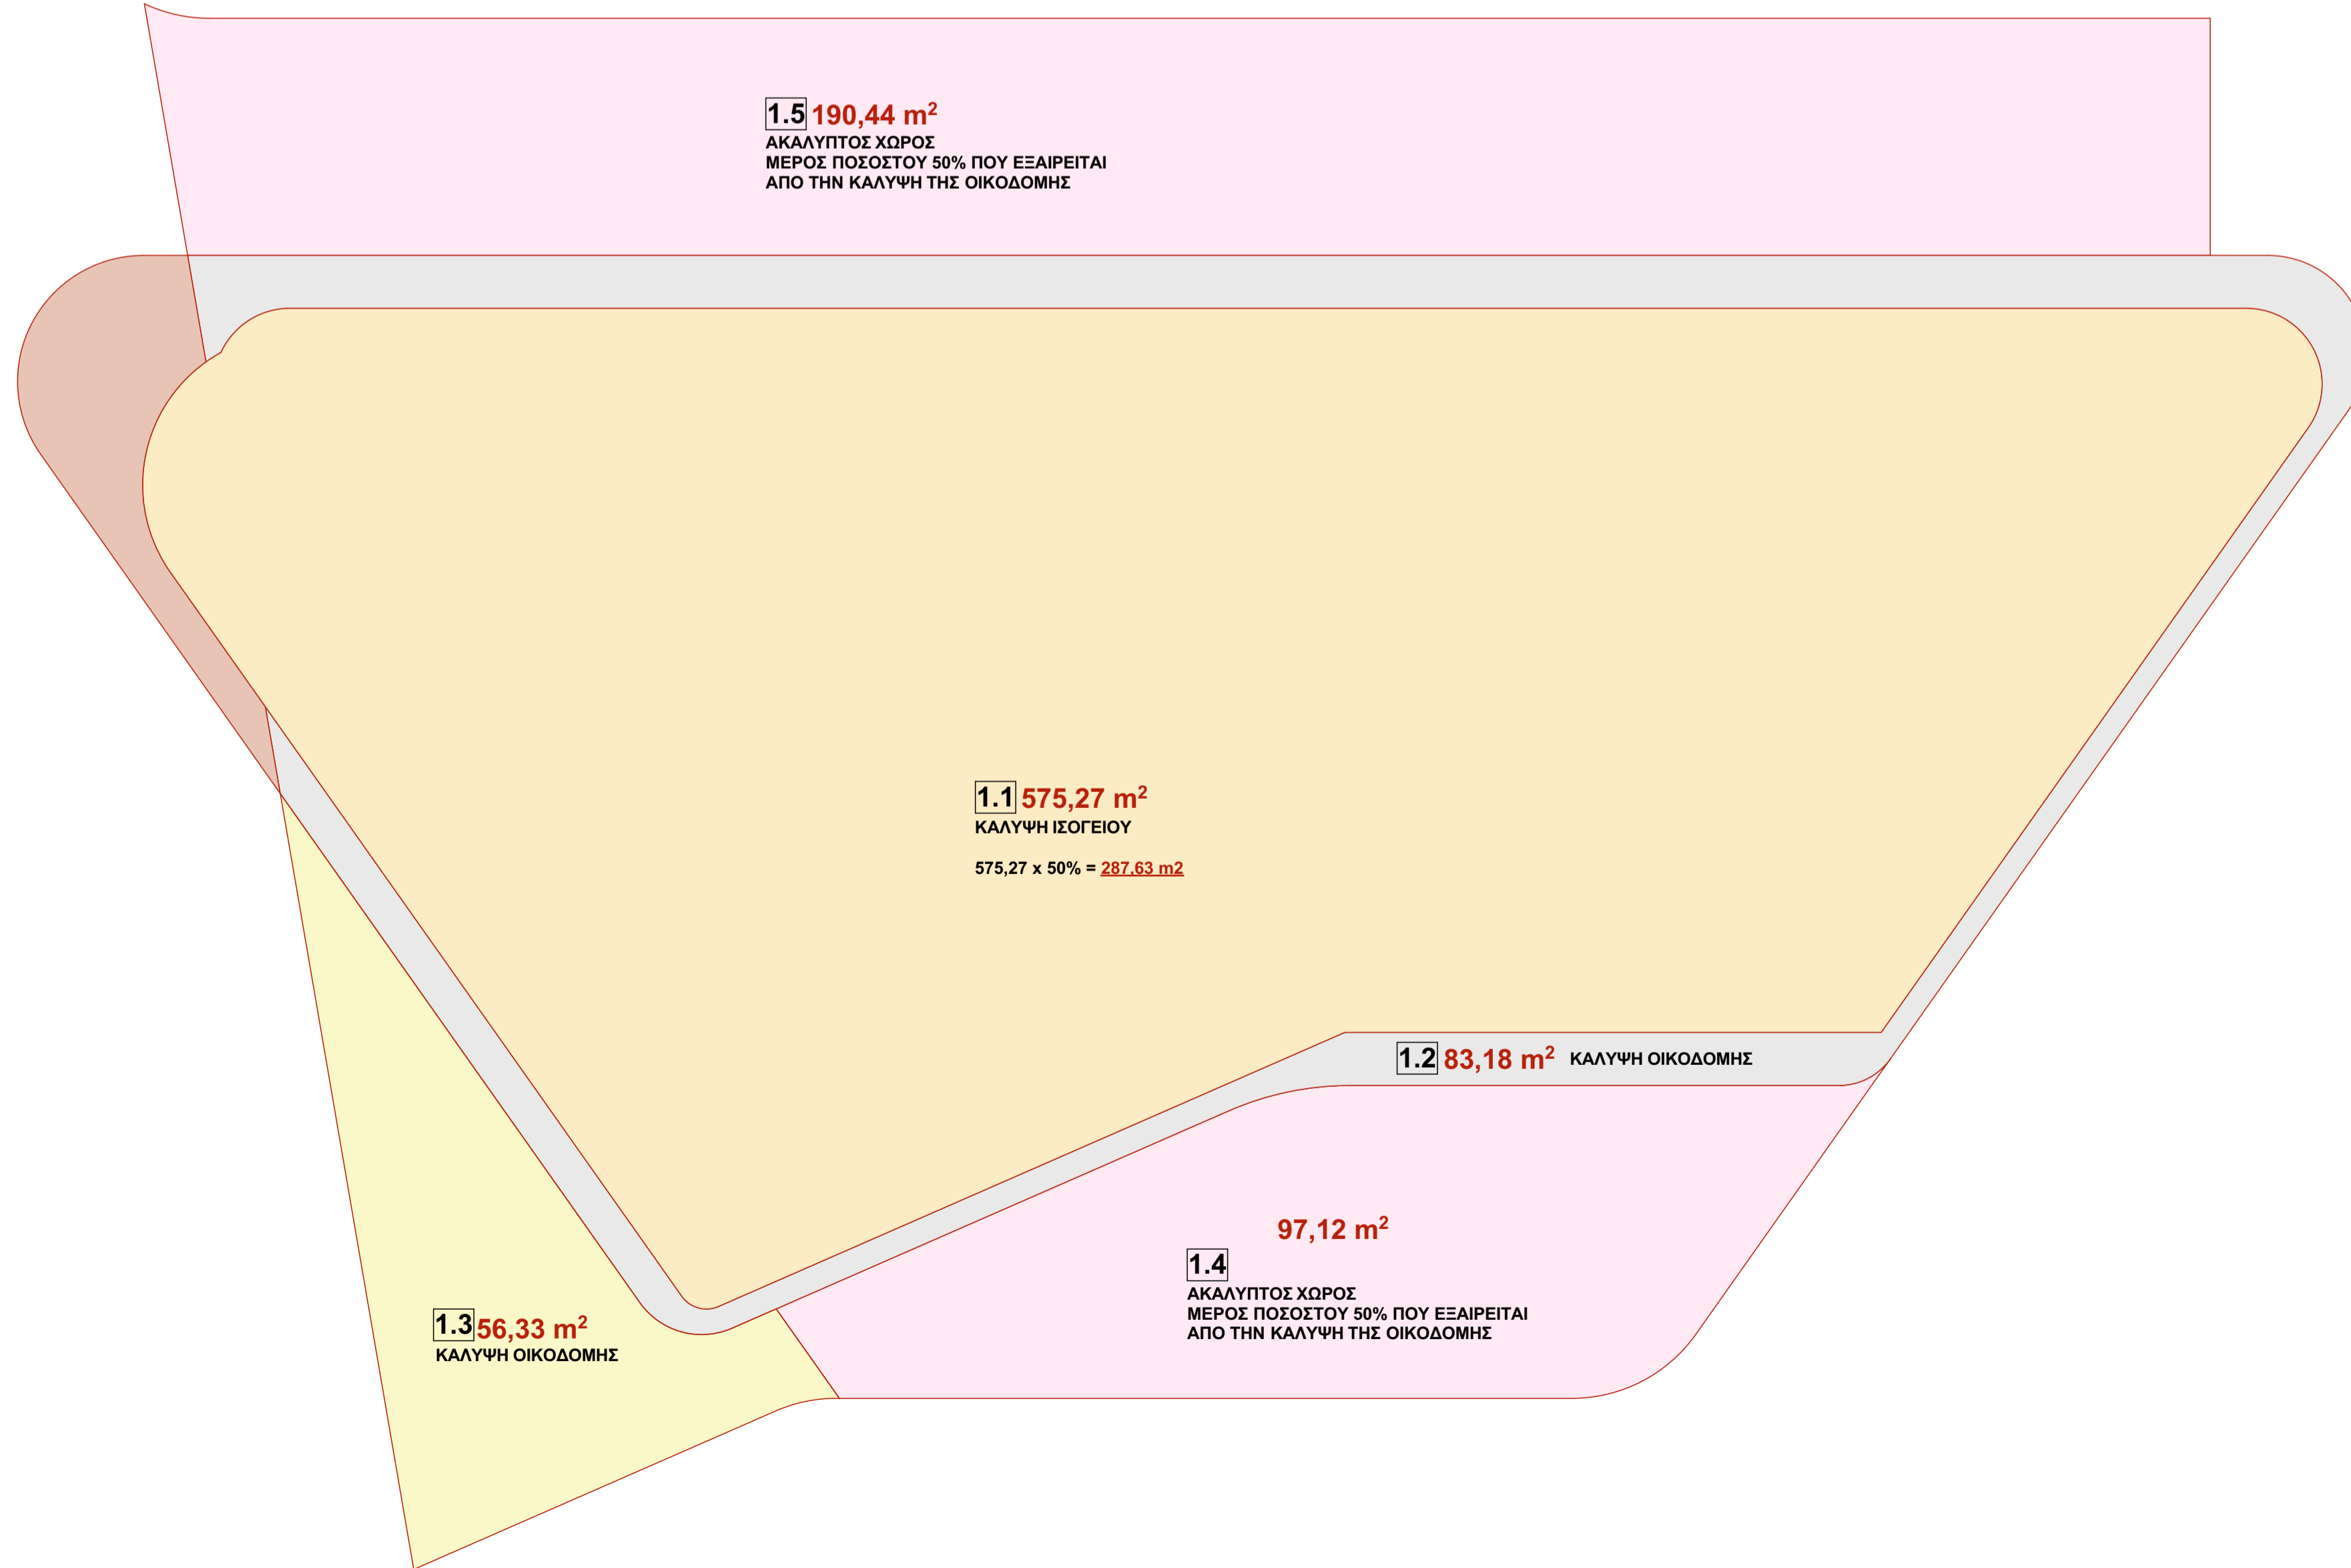 1.5 190,44 m²
ΑΚΑΛΥΠΤΟΣ ΧΩΡΟΣ
ΜΕΡΟΣ ΠΟΣΟΣΤΟΥ 50% ΠΟΥ ΕΞΑΙΡΕΙΤΑΙ
ΑΠΟ ΤΗΝ ΚΑΛΥΨΗ ΤΗΣ ΟΙΚΟΔΟΜΗΣ
1.1 575,27 m²
ΚΑΛΥΨΗ ΙΣΟΓΕΙΟΥ
575,27 x 50% = 287,63 m2
1.2 83,18 m² ΚΑΛΥΨΗ ΟΙΚΟΔΟΜΗΣ
97,12 m²
1.4
ΑΚΑΛΥΠΤΟΣ ΧΩΡΟΣ
ΜΕΡΟΣ ΠΟΣΟΣΤΟΥ 50% ΠΟΥ ΕΞΑΙΡΕΙΤΑΙ
ΑΠΟ ΤΗΝ ΚΑΛΥΨΗ ΤΗΣ ΟΙΚΟΔΟΜΗΣ
1.3 56,33 m²
ΚΑΛΥΨΗ ΟΙΚΟΔΟΜΗΣ